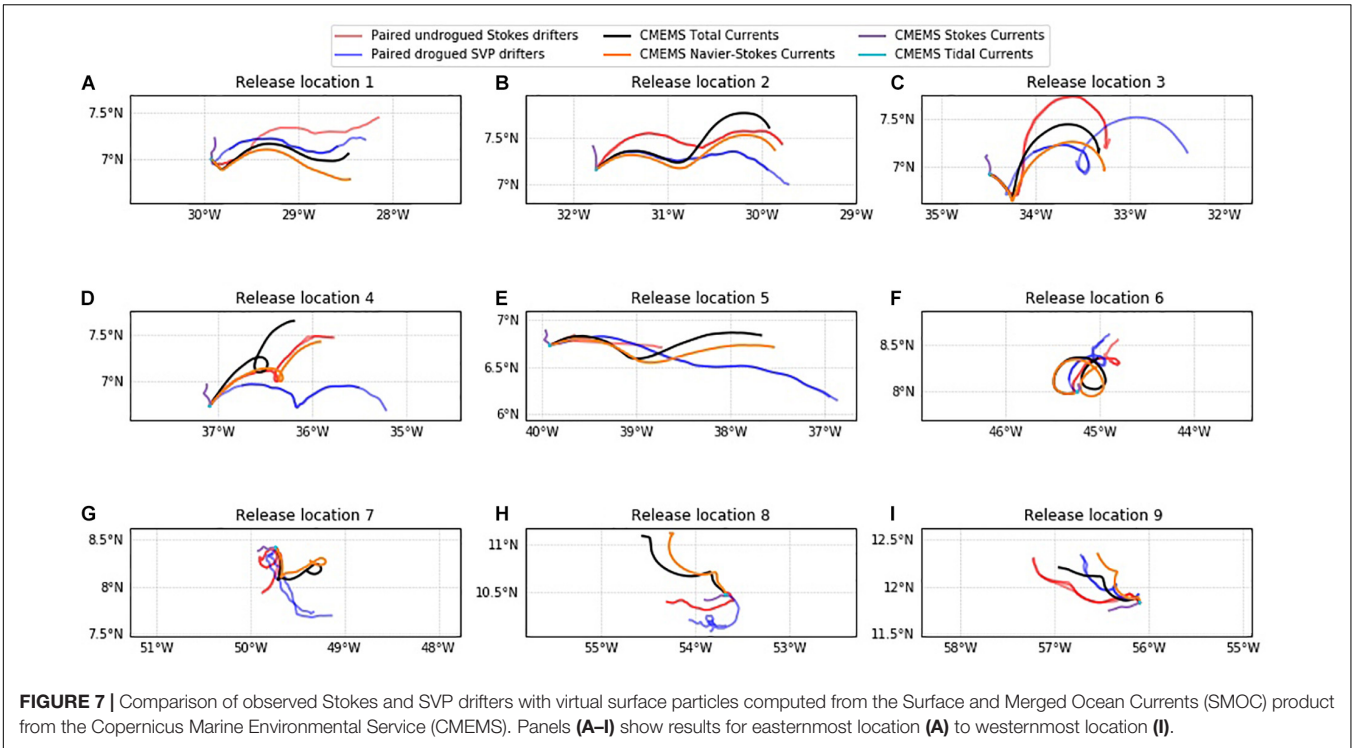 Paired undrogued Stokes drifters
Paired drogued SVP drifters
CMEMS Total Currents
CMEMS Navier-Stokes Currents
CMEMS Stokes Currents
CMEMS Tidal Currents
A
Release location 1
7.5°N
7°N
30°W 29°W 28°W
B
Release location 2
7.5°N
7°N
32°W 31°W 30°W 29°W
C
Release location 3
7°N
35°W 34°W 33°W 32°W
D
Release location 4
7.5°N
7°N
37°W 36°W 35°W
E
Release location 5
7°N
6.5°N
6°N
40°W 39°W 38°W 37°W
F
Release location 6
8.5°N
8°N
46°W 45°W 44°W
G
Release location 7
8.5°N
8°N
7.5°N
51°W 50°W 49°W 48°W
H
Release location 8
11°N
10.5°N
55°W 54°W 53°W
I
Release location 9
12.5°N
12°N
11.5°N
58°W 57°W 56°W 55°W
FIGURE 7 | Comparison of observed Stokes and SVP drifters with virtual surface particles computed from the Surface and Merged Ocean Currents (SMOC) product
from the Copernicus Marine Environmental Service (CMEMS). Panels (A–I) show results for easternmost location (A) to westernmost location (I).